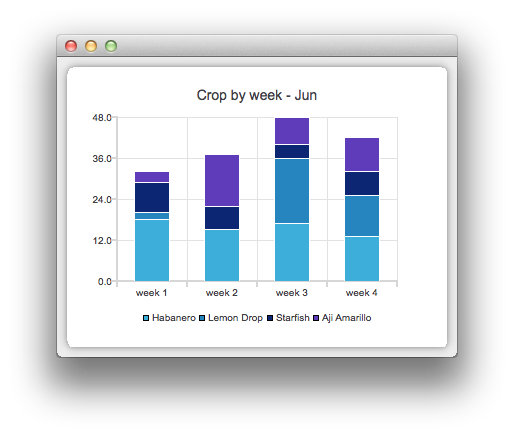 Crop by week - Jun
48.0
36.0
24.0
12.0
0.0
week 1 week 2 week 3 week 4
Habanero Lemon Drop Starfish Aji Amarillo